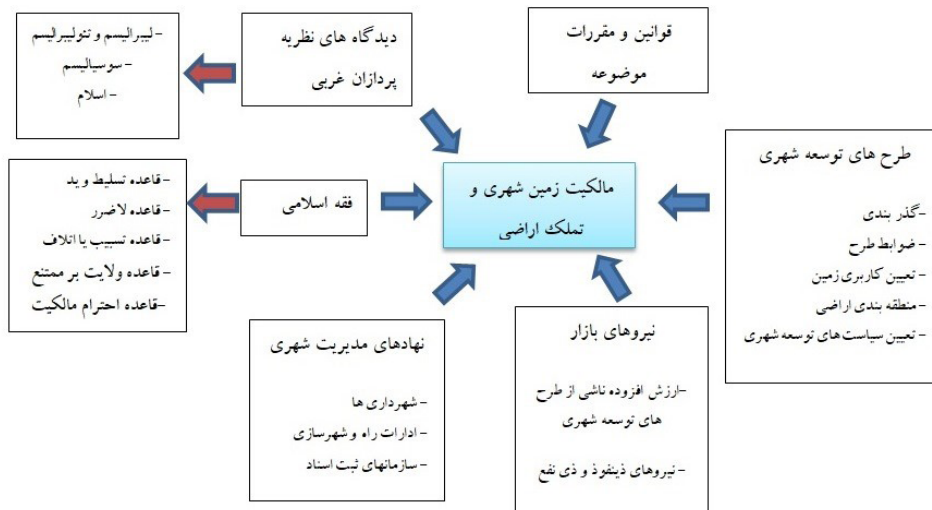 قوانین و مقررات
موضوعه
دیدگاه های نظریه
پردازان غربی
-لیبرالیسم و نئولیبرالیسم
-سوسیالیسم
-اسلام
طرح های توسعه شهری
-گذر بندی
-ضوابط طرح
-تعیین کاربری زمین
-منطقه بندی اراضی
-تعیین سیاست‌های توسعه شهری
مالکیت زمین شهری و
تملک اراضی
فقه اسلامی
-قاعده تسلیط و ید
-قاعده لاضرر
-قاعده تسبیب یا اتلاف
-قاعده ولایت بر ممتنع
-قاعده احترام مالکیت
نیروهای بازار
-ارزش افزوده ناشی از طرح
های توسعه شهری
-نیروهای ذینفوذ و ذی نفع
نهادهای مدیریت شهری
-شهرداری ها
-ادارات راه و شهرسازی
-سازمانهای ثبت اسناد